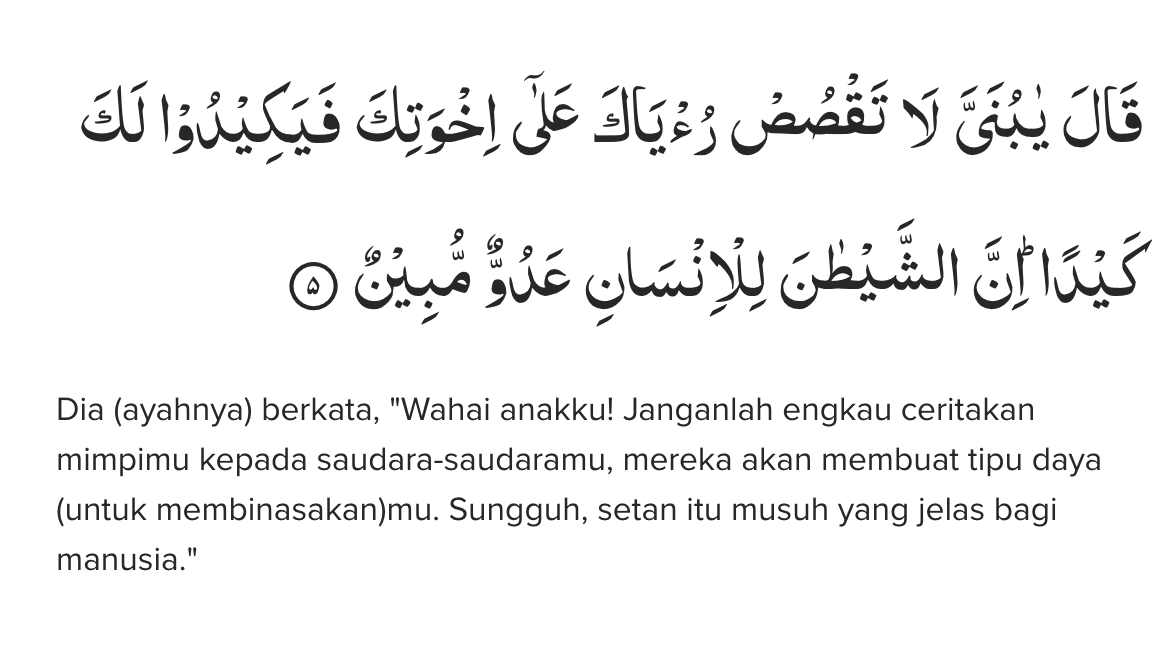 قَالَ يٰبُنَيَّ لَا تَقْصُصْ رُءْيَاكَ عَلٰٓى اِخْوَتِكَ فَيَكِيْدُوْا لَكَ
كَيْدًاۗ اِنَّ الشَّيْطٰنَ لِلْاِنْسَانِ عَدُوٌّ مُّبِيْنٌ ۝٥
Dia (ayahnya) berkata, "Wahai anakku! Janganlah engkau ceritakan
mimpimu kepada saudara-saudaramu, mereka akan membuat tipu daya
(untuk membinasakan)mu. Sungguh, setan itu musuh yang jelas bagi
manusia."